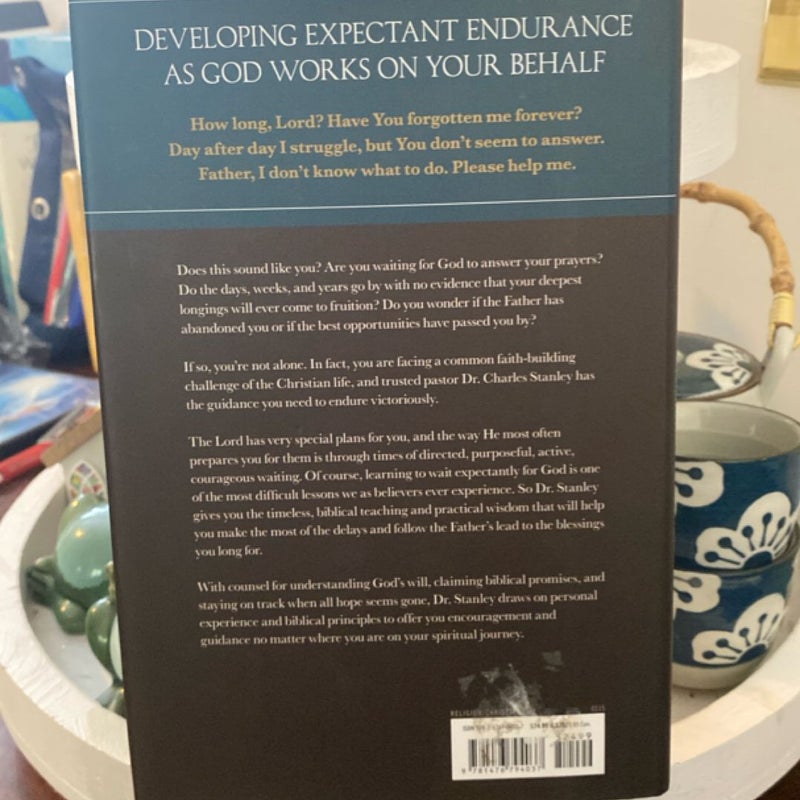 DEVELOPING EXPECTANT ENDURANCE
AS GOD WORKS ON YOUR BEHALF
How long, Lord? Have You forgotten me forever?
Day after day I struggle, but You don't seem to answer.
Father, I don't know what to do. Please help me.
Does this sound like you? Are you waiting for God to answer your prayers?
Do the days, weeks, and years go by with no evidence that your deepest
longings will ever come to fruition? Do you wonder if the Father has
abandoned you or if the best opportunities have passed you by?
If so, you're not alone. In fact, you are facing a common faith-building
challenge of the Christian life, and trusted pastor Dr. Charles Stanley has
the guidance you need to endure victoriously.
The Lord has very special plans for you, and the way He most often
prepares you for them is through times of directed, purposeful, active,
courageous waiting. Of course, learning to wait expectantly for God is one
of the most difficult lessons we as believers ever experience. So Dr. Stanley
gives you the timeless, biblical teaching and practical wisdom that will help
you make the most of the delays and follow the Father's lead to the blessings
you long for.
With counsel for understanding God's will, claiming biblical promises, and
staying on track when all hope seems gone, Dr. Stanley draws on personal
experience and biblical principles to offer you encouragement and
guidance no matter where you are on your spiritual journey.
RELIGION/
ISBN
52499
9 781476 794037